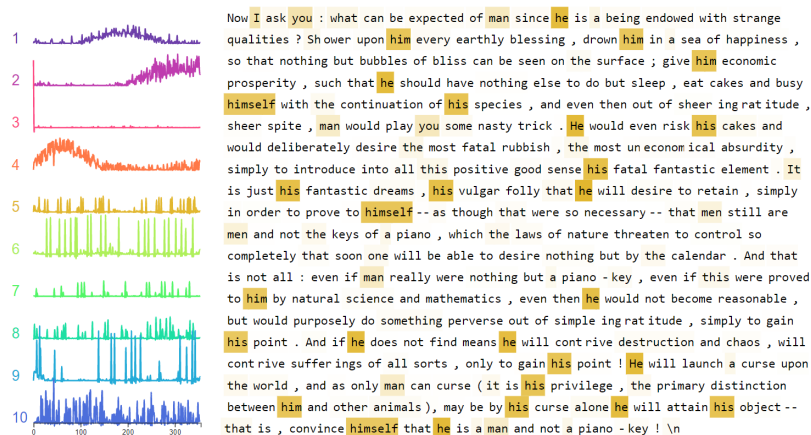 Now I ask you : what can be expected of man since he is a being endowed with strange
1 qualities ? Sh ower upon him every earthly blessing , drown him in a sea of happiness ,
so that nothing but bubbles of bliss can be seen on the surface ; give him economic
2 prosperity , such that he should have nothing else to do but sleep , eat cakes and busy
himself with the continuation of his species , and even then out of sheer ing rat itude ,
3 sheer spite , man would play you some nasty trick . He would even risk his cakes and
would deliberately desire the most fatal rubbish , the most un econom ical absurdity ,
4 simply to introduce into all this positive good sense his fatal fantastic element . It
is just his fantastic dreams , his vulgar folly that he will desire to retain , simply
5 in order to prove to himself -- as though that were so necessary -- that men still are
men and not the keys of a piano , which the laws of nature threaten to control so
6 completely that soon one will be able to desire nothing but by the calendar . And that
is not all : even if man really were nothing but a piano - key , even if this were proved
7 to him by natural science and mathematics , even then he would not become reasonable ,
but would purposely do something perverse out of simple ing rat itude , simply to gain
8 his point . And if he does not find means he will cont rive destruction and chaos , will
cont rive suffer ings of all sorts , only to gain his point ! He will launch a curse upon
9 the world , and as only man can curse ( it is his privilege , the primary distinction
between him and other animals ), may be by his curse alone he will attain his object --
10 that is , convince himself that he is a man and not a piano - key ! \n
0 100 200 300